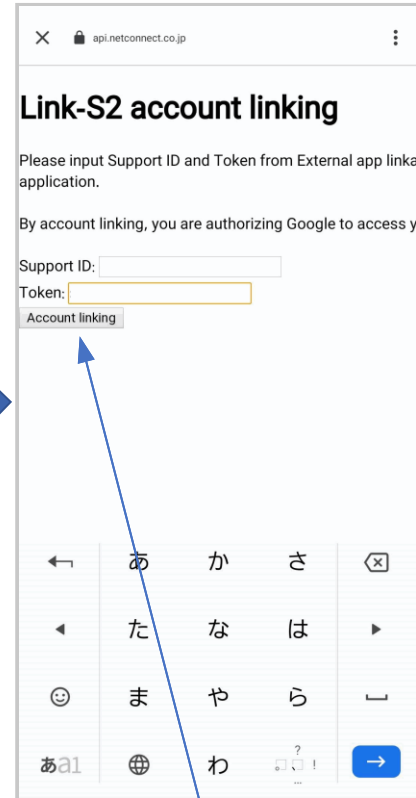 api.netconnect.co.jp
Link-S2 account linking
Please input Support ID and Token from External app linka
application.
By account linking, you are authorizing Google to access y
Support ID:
Token:
Account linking
あ か さ
た な は
ま や ら
あa1 わ 。、?!…